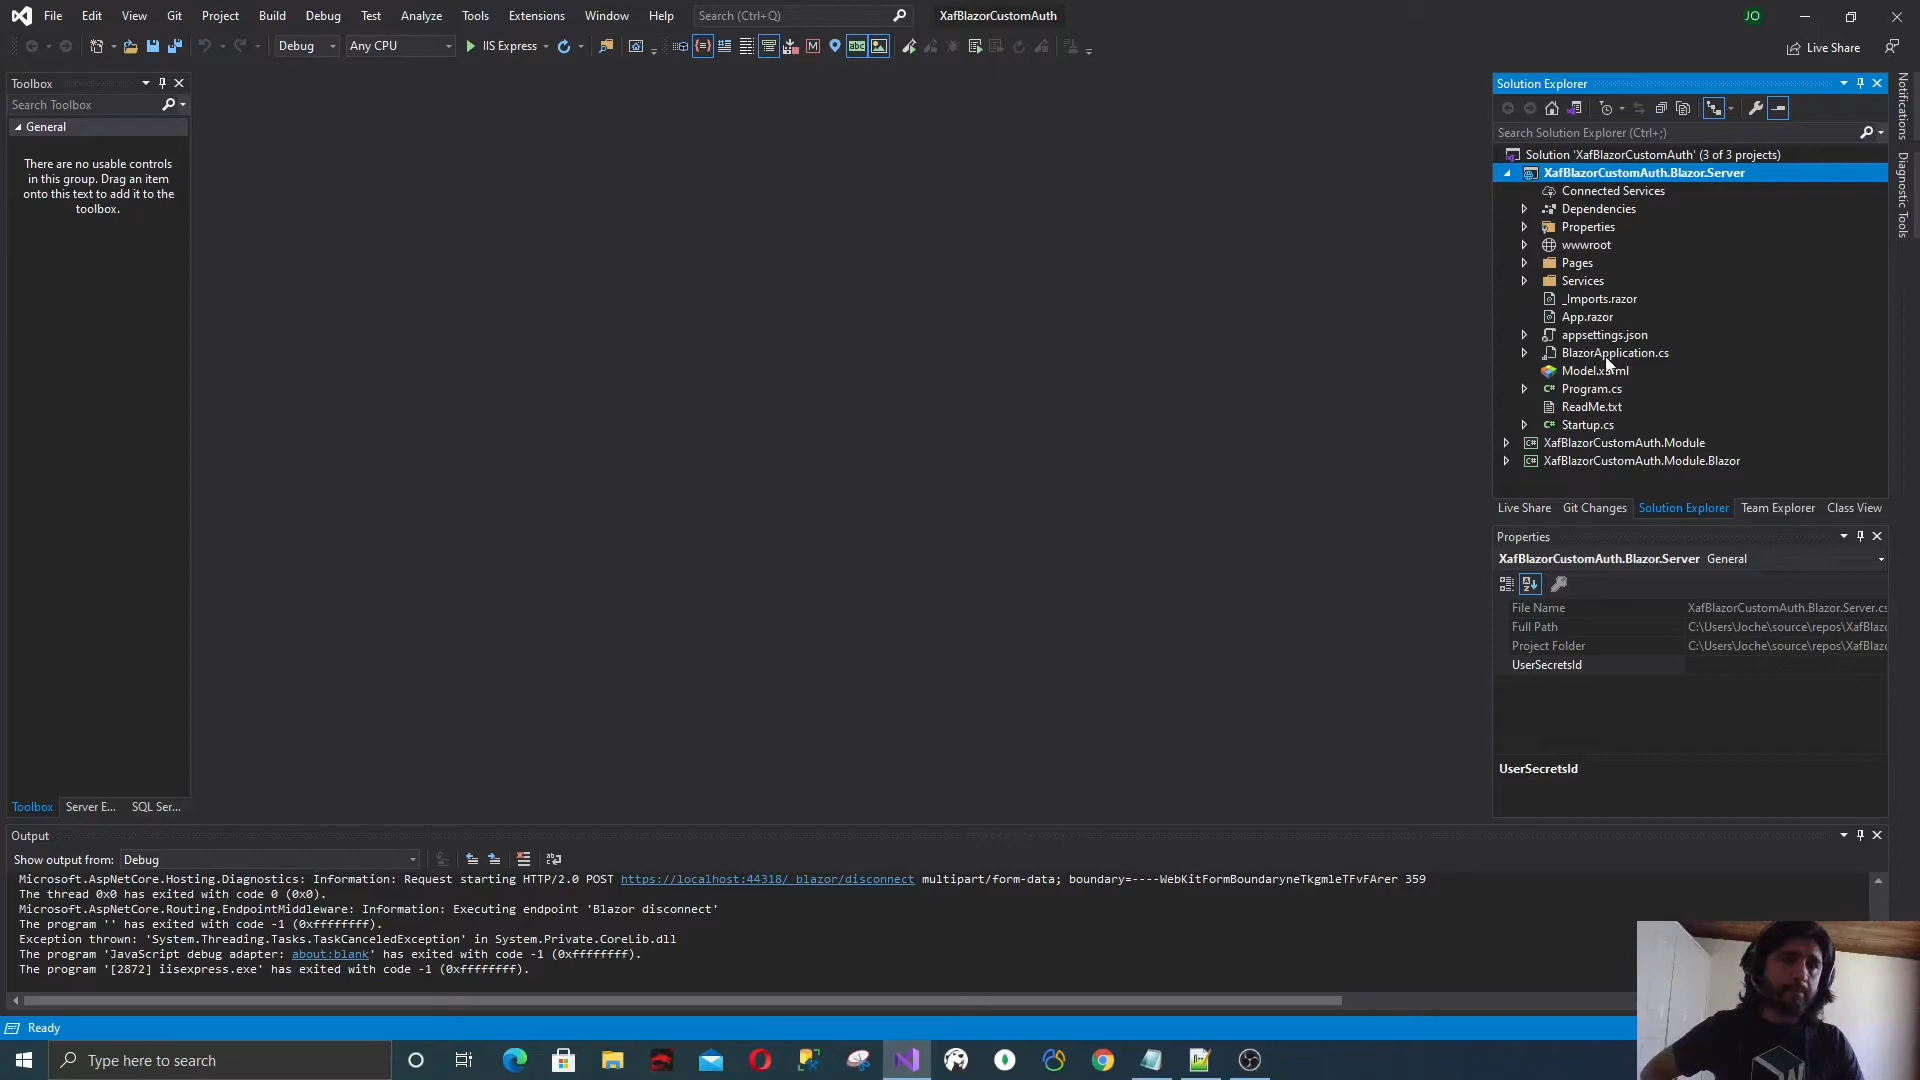 File Edit View Git Project Build Debug Test Analyze Tools Extensions Window Help Search (Ctrl+Q) XafBlazorCustomAuth JO
Debug Any CPU IIS Express Live Share
Toolbox
Search Toolbox
General
There are no usable controls
in this group. Drag an item
onto this text to add it to the
toolbox.
Toolbox Server E... SQL Ser...
Solution Explorer
Search Solution Explorer (Ctrl+;)
Solution 'XafBlazorCustomAuth' (3 of 3 projects)
XafBlazorCustomAuth.Blazor.Server
Connected Services
Dependencies
Properties
wwwroot
Pages
Services
_Imports.razor
App.razor
appsettings.json
BlazorApplication.cs
Program.cs
ReadMe.txt
Startup.cs
XafBlazorCustomAuth.Module
XafBlazorCustomAuth.Module.Blazor
Live Share Git Changes Solution Explorer Team Explorer Class View
Notifications
Diagnostic Tools
Properties
XafBlazorCustomAuth.Blazor.Server General
File Name XafBlazorCustomAuth.Blazor.Server.cs
Full Path C:\Users\Joche\source\repos\XafBlazo
Project Folder C:\Users\Joche\source\repos\XafBlazo
UserSecretsId
UserSecretsId
Output
Show output from: Debug
Microsoft.AspNetCore.Hosting.Diagnostics: Information: Request starting HTTP/2.0 POST https://localhost:44318/_blazor/disconnect multipart/form-data; boundary=----WebKitFormBoundaryneTkgmleTFvFArer 359
The thread 0x0 has exited with code 0 (0x0).
Microsoft.AspNetCore.Routing.EndpointMiddleware: Information: Executing endpoint 'Blazor disconnect'
The program '' has exited with code -1 (0xffffffff).
Exception thrown: 'System.Threading.Tasks.TaskCanceledException' in System.Private.CoreLib.dll
The program 'JavaScript debug adapter: about:blank' has exited with code -1 (0xffffffff).
The program '[2872] iisexpress.exe' has exited with code -1 (0xffffffff).
Ready
Type here to search